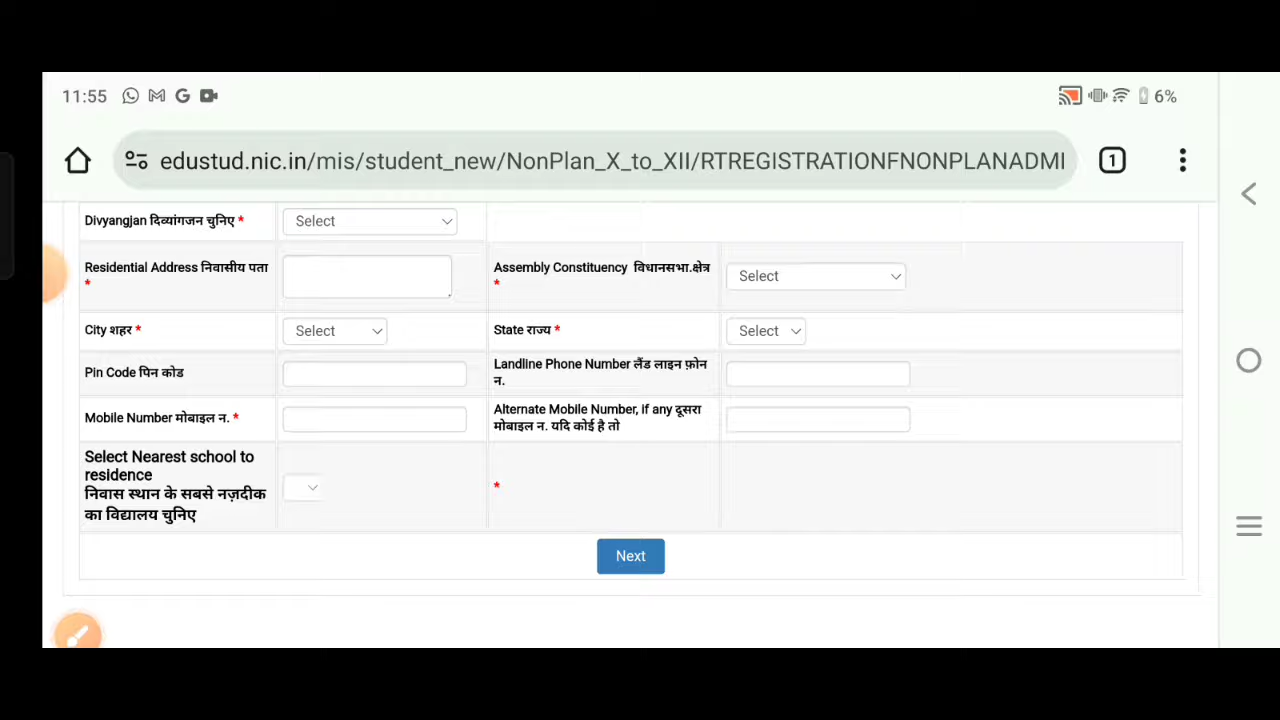 11:55
6%
edustud.nic.in/mis/student_new/NonPlan_X_to_XII/RTREGISTRATIONFNONPLANADMI
1
Divyangjan दिव्यांगजन चुनिए *
Select
Residential Address निवासीय पता
*
Assembly Constituency विधानसभा.क्षेत्र
*
Select
City शहर *
Select
State राज्य *
Select
Pin Code पिन कोड
Landline Phone Number लैंड लाइन फ़ोन
न.
Mobile Number मोबाइल न. *
Alternate Mobile Number, if any दूसरा
मोबाइल न. यदि कोई है तो
Select Nearest school to
residence
निवास स्थान के सबसे नज़दीक
का विद्यालय चुनिए
*
Next